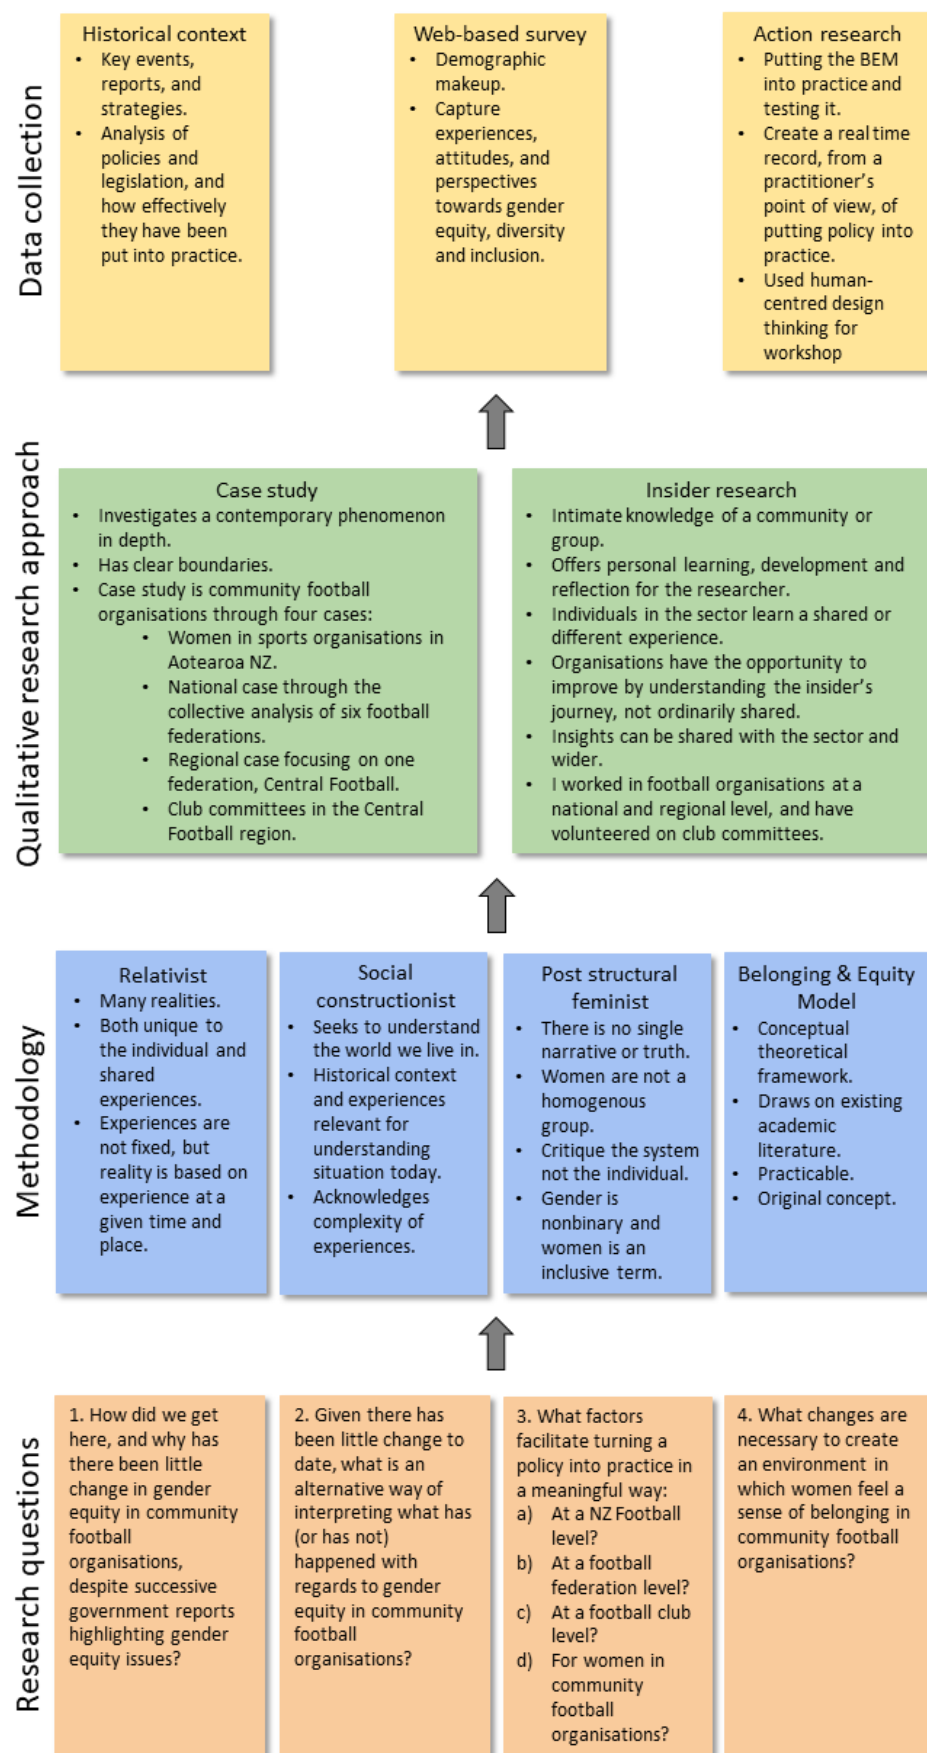 Data collection
Historical context
• Key events,
reports, and
strategies.
• Analysis of
policies and
legislation, and
how effectively
they have been
put into practice.
Web-based survey
• Demographic
makeup.
• Capture
experiences,
attitudes, and
perspectives
towards gender
equity, diversity
and inclusion.
Action research
• Putting the BEM
into practice and
testing it.
• Create a real time
record, from a
practitioner's
point of view, of
putting policy into
practice.
• Used human-
centred design
thinking for
workshop
Qualitative research approach
Case study
• Investigates a contemporary phenomenon
in depth.
• Has clear boundaries.
• Case study is community football
organisations through four cases:
• Women in sports organisations in
Aotearoa NZ.
• National case through the
collective analysis of six football
federations.
• Regional case focusing on one
federation, Central Football.
• Club committees in the Central
Football region.
Insider research
• Intimate knowledge of a community or
group.
• Offers personal learning, development and
reflection for the researcher.
• Individuals in the sector learn a shared or
different experience.
• Organisations have the opportunity to
improve by understanding the insider's
journey, not ordinarily shared.
• Insights can be shared with the sector and
wider.
• I worked in football organisations at a
national and regional level, and have
volunteered on club committees.
Methodology
Relativist
• Many realities.
• Both unique to
the individual and
shared
experiences.
• Experiences are
not fixed, but
reality is based on
experience at a
given time and
place.
Social
constructionist
• Seeks to understand
the world we live in.
• Historical context
and experiences
relevant for
understanding
situation today.
• Acknowledges
complexity of
experiences.
Post structural
feminist
• There is no single
narrative or truth.
• Women are not a
homogenous
group.
• Critique the system
not the individual.
• Gender is
nonbinary and
women is an
inclusive term.
Belonging & Equity
Model
• Conceptual
theoretical
framework.
• Draws on existing
academic
literature.
• Practicable.
• Original concept.
Research questions
1. How did we get
here, and why has
there been little
change in gender
equity in community
football
organisations,
despite successive
government reports
highlighting gender
equity issues?
2. Given there has
been little change to
date, what is an
alternative way of
interpreting what has
(or has not)
happened with
regards to gender
equity in community
football
organisations?
3. What factors
facilitate turning a
policy into practice in
a meaningful way:
a) At a NZ Football
level?
b) At a football
federation level?
c) At a football club
level?
d) For women in
community
football
organisations?
4. What changes are
necessary to create
an environment in
which women feel a
sense of belonging in
community football
organisations?